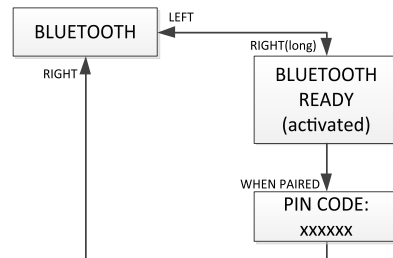 LEFT
BLUETOOTH
RIGHT(long)
RIGHT
BLUETOOTH
READY
(activated)
WHEN PAIRED
PIN CODE:
xxxxxx